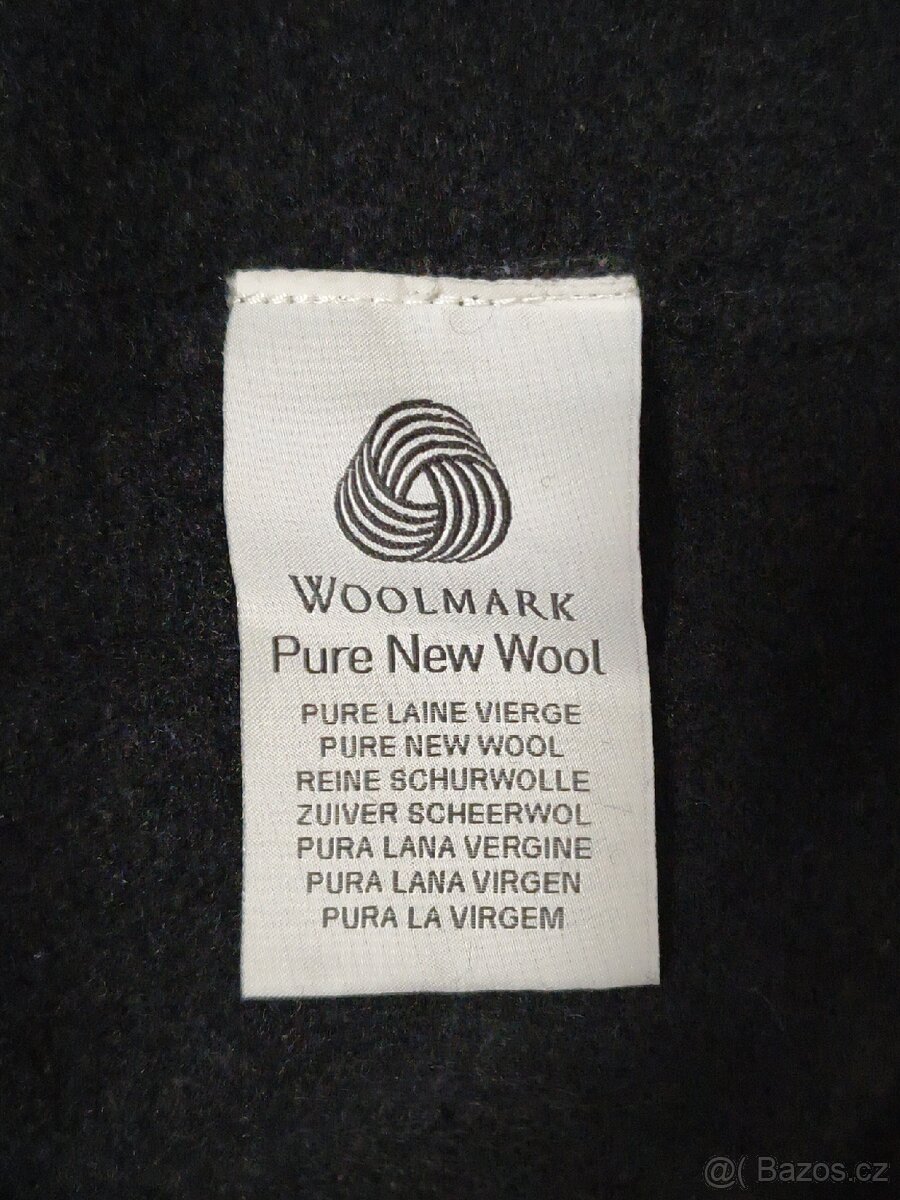 WOOLMARK
Pure New Wool
PURE LAINE VIERGE
PURE NEW WOOL
REINE SCHURWOLLE
ZUIVER SCHEERWOL
PURA LANA VERGINE
PURA LANA VIRGEN
PURA LA VIRGEM
@( Bazos.cz